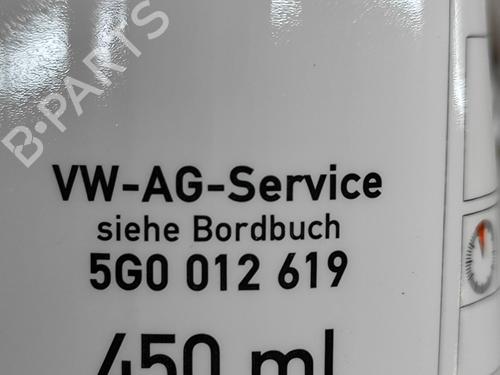 B-PARTS
VW-AG-Service
siehe Bordbuch
5G0 012 619
450 ml